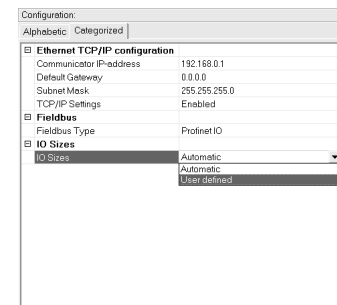 Configuration:
Alphabetic Categorized
Ethernet TCP/IP configuration
Communicator IP-address 192.168.0.1
Default Gateway 0.0.0.0
Subnet Mask 255.255.255.0
TCP/IP Settings Enabled
Fieldbus
Fieldbus Type Profinet IO
IO Sizes
IO Sizes Automatic
Automatic
User defined